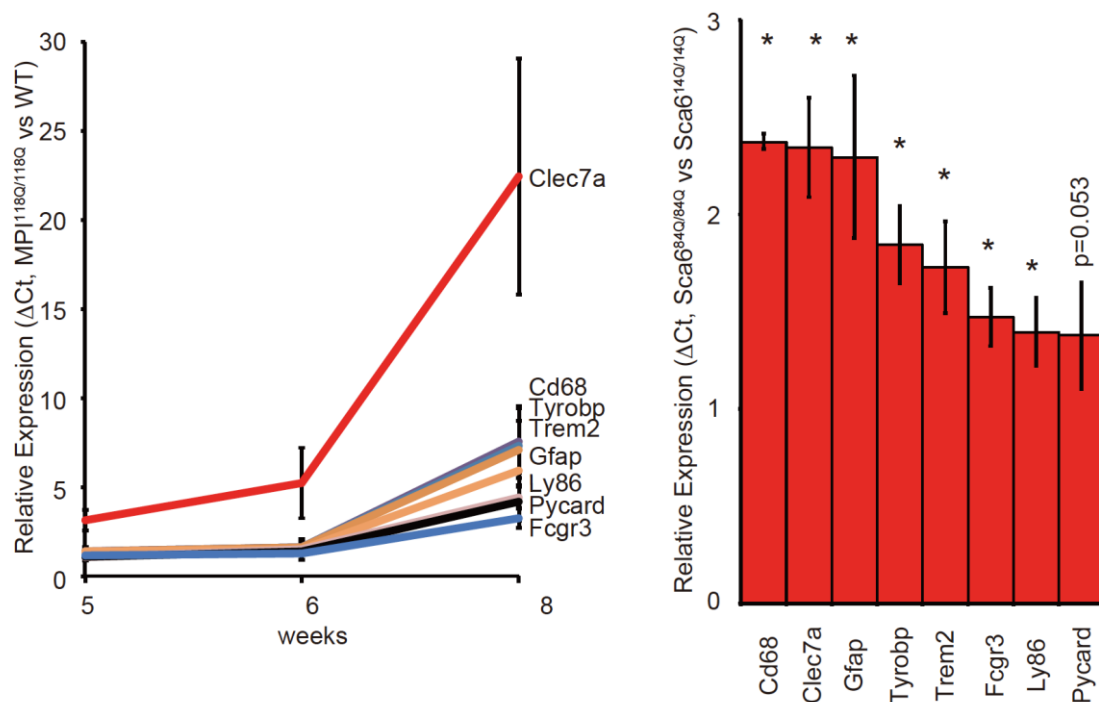 Relative Expression (ΔCt, MPI118Q/118Q vs WT)
30
25
20
15
10
5
0
Clec7a
Cd68
Tyrobp
Trem2
Gfap
Ly86
Pycard
Fcgr3
5
6
8
weeks
Relative Expression (ΔCt, Sca684Q/84Q vs Sca614Q/14Q)
3
2
1
0
* * * * * * *
p=0.053
Cd68
Clec7a
Gfap
Tyrobp
Trem2
Fcgr3
Ly86
Pycard